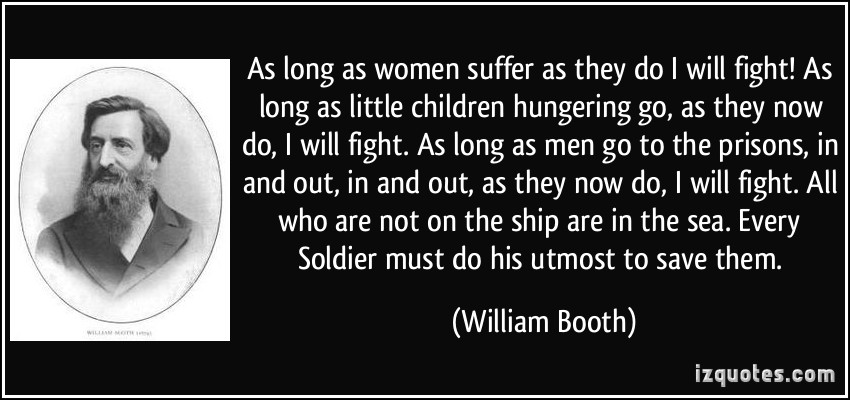 As long as women suffer as they do I will fight! As
long as little children hungering go, as they now
do, I will fight. As long as men go to the prisons, in
and out, in and out, as they now do, I will fight. All
who are not on the ship are in the sea. Every
Soldier must do his utmost to save them.
(William Booth)
WILLIAM BOOTH
izquotes.com